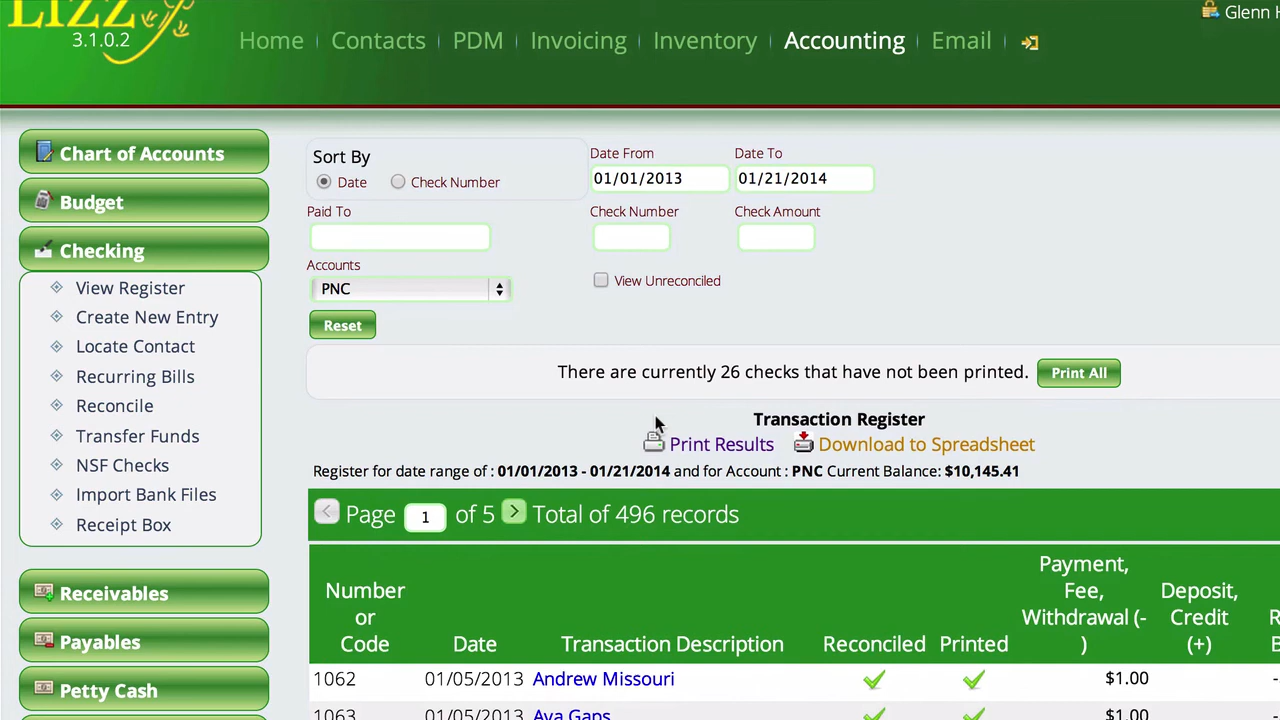 LIZZY
3.1.0.2
Glenn H
Home Contacts PDM Invoicing Inventory Accounting Email
Chart of Accounts
Budget
Checking
View Register
Create New Entry
Locate Contact
Recurring Bills
Reconcile
Transfer Funds
NSF Checks
Import Bank Files
Receipt Box
Receivables
Payables
Petty Cash
Sort By
Date Check Number
Date From Date To
01/01/2013 01/21/2014
Paid To Check Number Check Amount
Accounts
PNC
View Unreconciled
Reset
There are currently 26 checks that have not been printed. Print All
Transaction Register
Print Results Download to Spreadsheet
Register for date range of : 01/01/2013 - 01/21/2014 and for Account : PNC Current Balance: $10,145.41
Page 1 of 5 Total of 496 records
Number or Code Date Transaction Description Reconciled Printed Payment, Fee, Withdrawal (-) Deposit, Credit (+)
1062 01/05/2013 Andrew Missouri $1.00 -
1063 01/05/2013 Ava Gaps $1.00 -